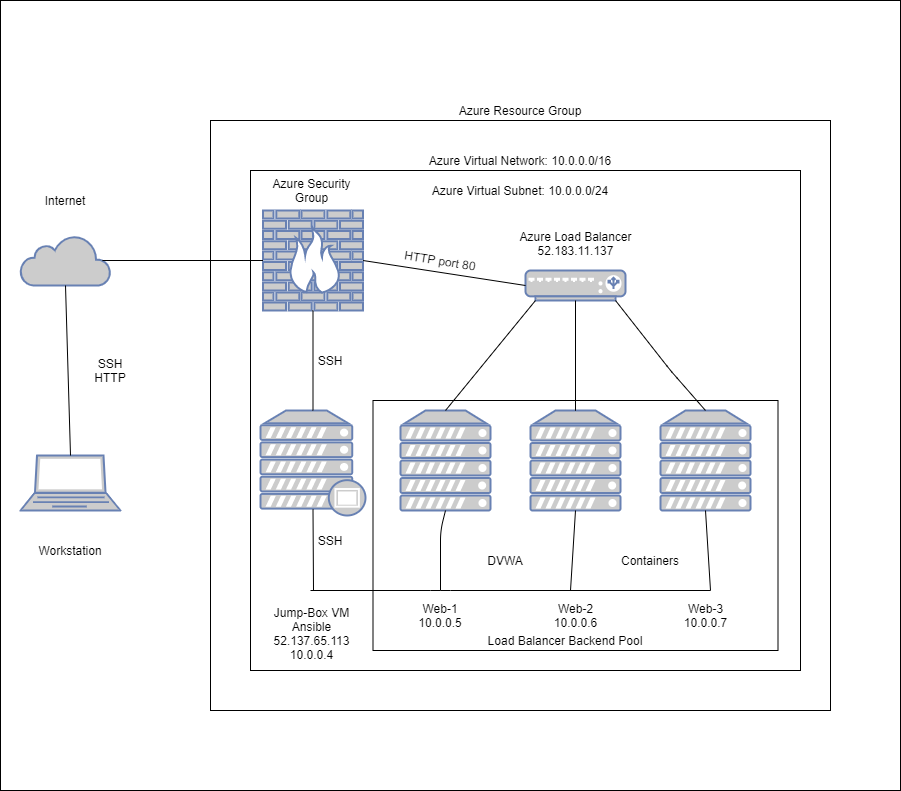 Azure Resource Group
Azure Virtual Network: 10.0.0.0/16
Azure Security
Group
Azure Virtual Subnet: 10.0.0.0/24
Internet
Azure Load Balancer
52.183.11.137
HTTP port 80
SSH
HTTP
SSH
SSH
Workstation
DVWA
Containers
Jump-Box VM
Ansible
52.137.65.113
10.0.0.4
Web-1
10.0.0.5
Web-2
10.0.0.6
Web-3
10.0.0.7
Load Balancer Backend Pool